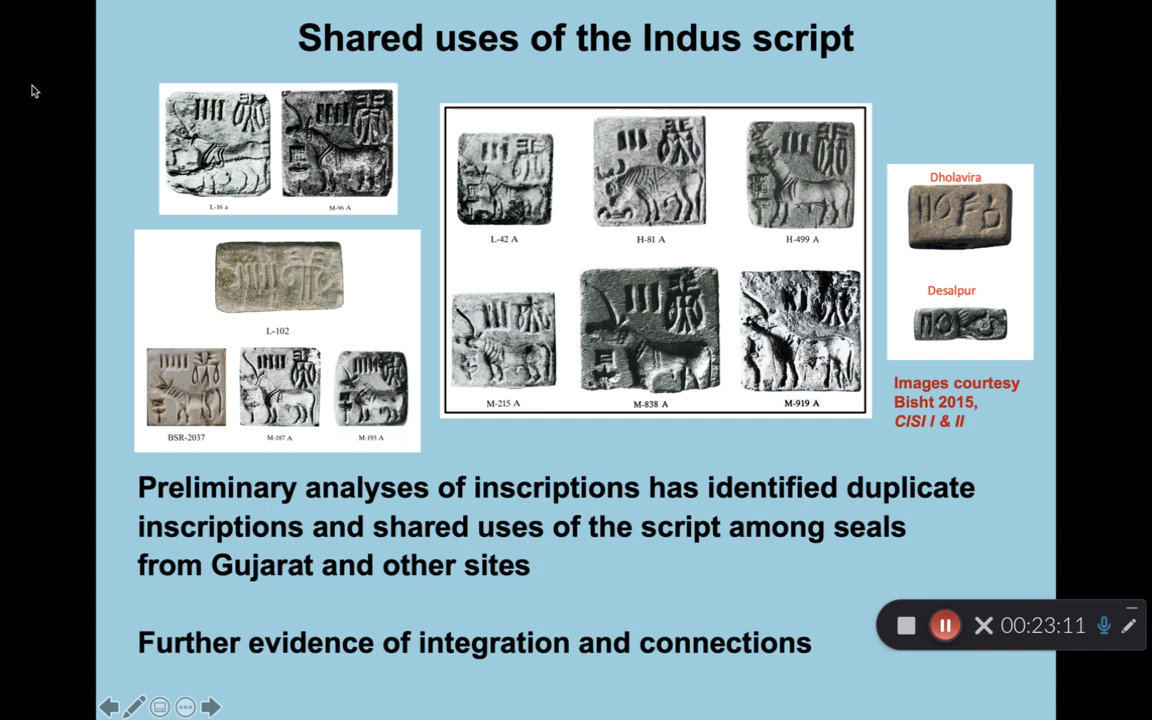 Shared uses of the Indus script
L-16 a
M-96 A
L-102
BSR-2037
M-187 A
M-193 A
L-42 A
H-81 A
H-499 A
M-215 A
M-838 A
M-919 A
Dholavira
Desalpur
Images courtesy
Bisht 2015,
CISI I & II
Preliminary analyses of inscriptions has identified duplicate
inscriptions and shared uses of the script among seals
from Gujarat and other sites
Further evidence of integration and connections
00:23:11